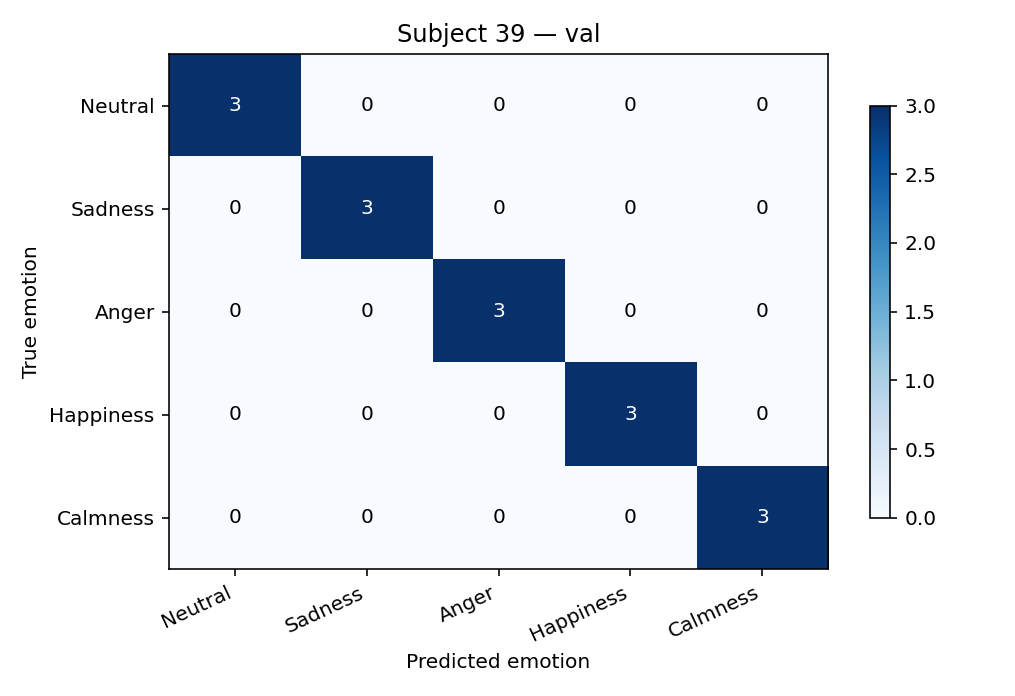 Subject 39 — val
True emotion
Neutral 3 0 0 0 0
Sadness 0 3 0 0 0
Anger 0 0 3 0 0
Happiness 0 0 0 3 0
Calmness 0 0 0 0 3
Neutral Sadness Anger Happiness Calmness
Predicted emotion
3.0
2.5
2.0
1.5
1.0
0.5
0.0